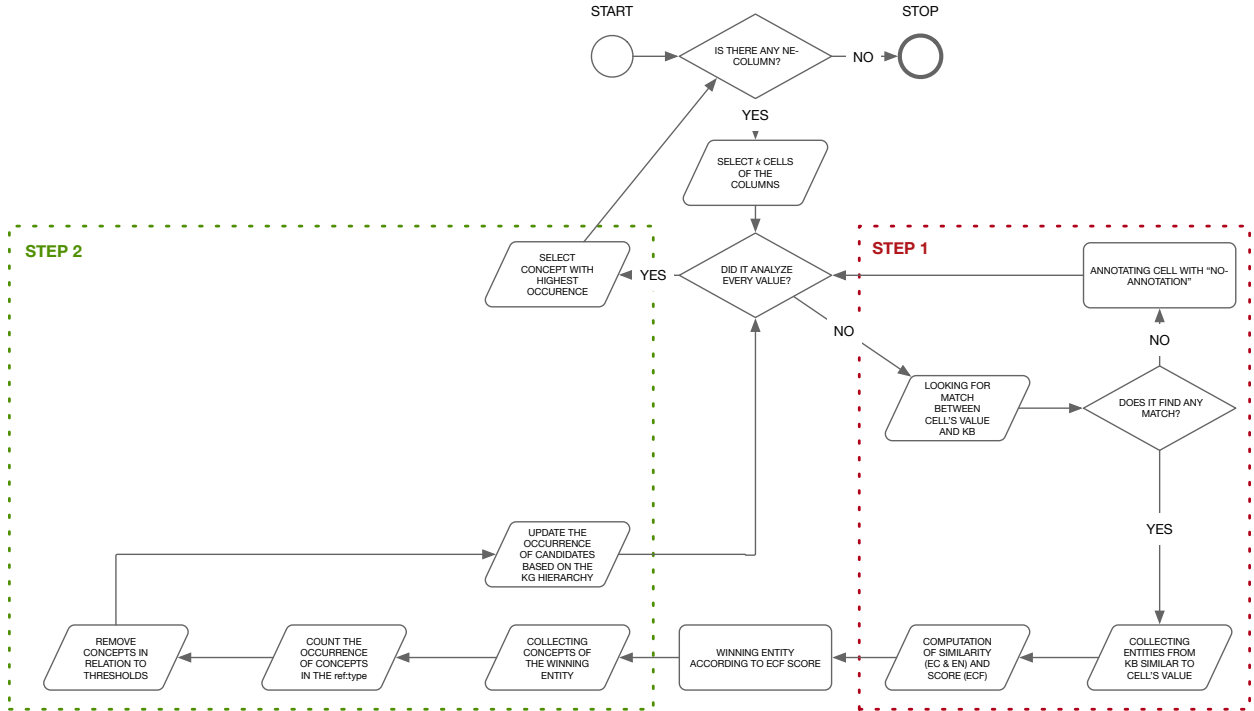 START
STOP
IS THERE ANY NE-
COLUMN?
NO
YES
SELECT k CELLS
OF THE
COLUMNS
STEP 2
SELECT
CONCEPT WITH
HIGHEST
OCCURENCE
YES
DID IT ANALYZE
EVERY VALUE?
STEP 1
ANNOTATING CELL WITH “NO-
ANNOTATION”
NO
NO
LOOKING FOR
MATCH
BETWEEN
CELL'S VALUE
AND KB
DOES IT FIND ANY
MATCH?
YES
UPDATE THE
OCCURRENCE
OF CANDIDATES
BASED ON THE
KG HIERARCHY
REMOVE
CONCEPTS IN
RELATION TO
THRESHOLDS
COUNT THE
OCCURRENCE
OF CONCEPTS
IN THE ref:type
COLLECTING
CONCEPTS OF
THE WINNING
ENTITY
WINNING ENTITY
ACCORDING TO ECF SCORE
COMPUTATION
OF SIMILARITY
(EC & EN) AND
SCORE (ECF)
COLLECTING
ENTITIES FROM
KB SIMILAR TO
CELL'S VALUE